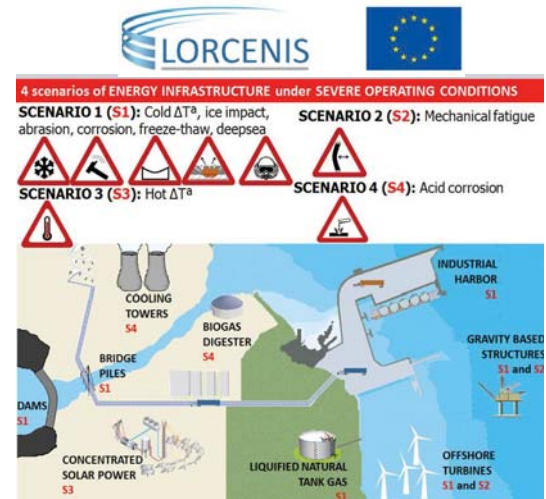 LORCENIS
4 scenarios of ENERGY INFRASTRUCTURE under SEVERE OPERATING CONDITIONS
SCENARIO 1 (S1): Cold ΔTª, ice impact,
abrasion, corrosion, freeze-thaw, deepsea
SCENARIO 2 (S2): Mechanical fatigue
SCENARIO 3 (S3): Hot ΔTª
SCENARIO 4 (S4): Acid corrosion
COOLING
TOWERS
S4
BIOGAS
DIGESTER
S4
INDUSTRIAL
HARBOR
S1
BRIDGE
PILES
S1
GRAVITY BASED
STRUCTURES
S1 and S2
DAMS
S1
CONCENTRATED
SOLAR POWER
S3
LIQUIFIED NATURAL
TANK GAS
S1
OFFSHORE
TURBINES
S1 and S2